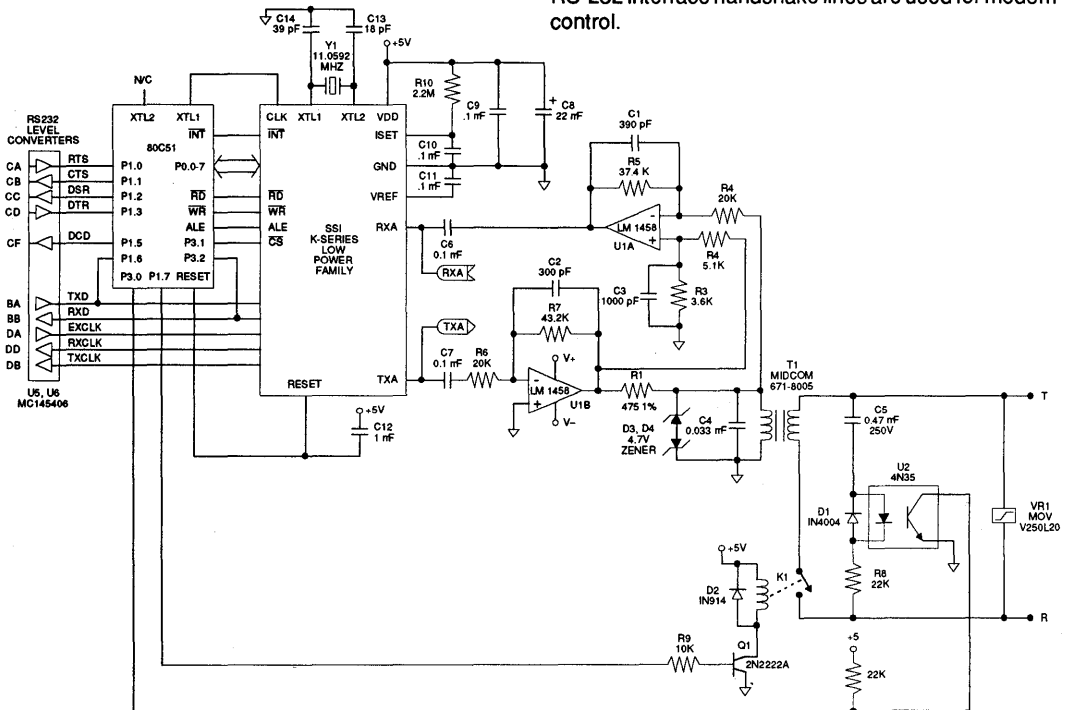 RS-232 interface handshake lines are used for modem
control.
C14
39 pF
C13
18 pF
Y1
11.0592
MHZ
+5V
N/C
R10
2.2M
C9
.1 mF
+
C8
22 mF
C1
390 pF
R5
37.4 K
R4
20K
RS232
LEVEL
CONVERTERS
XTL2
XTL1
INT
80C51
CLK
XTL1
XTL2
VDD
INT
ISET
C10
.1 mF
GND
C11
.1 mF
VREF
CA
RTS
P1.0
P0.0-7
CB
CTS
P1.1
CC
DSR
P1.2
RD
RD
CD
DTR
P1.3
WR
WR
ALE
ALE
CF
DCD
P1.5
P3.1
CS
P1.6
P3.2
P3.0
P1.7
RESET
SSI
K-SERIES
LOW
POWER
FAMILY
RXA
C6
0.1 mF
RXA
LM 1458
-
+
U1A
R4
5.1K
C3
1000 pF
R3
3.6K
C2
300 pF
R7
43.2K
BA
TXD
BB
RXD
DA
EXCLK
DD
RXCLK
DB
TXCLK
U5, U6
MC145406
TXA
TXA
C7
0.1 mF
R6
20K
V+
-
LM 1458
+
U1B
V-
R1
475 1%
D3, D4
4.7V
ZENER
C4
0.033 mF
T1
MIDCOM
671-8005
T
RESET
+5V
C12
1 mF
C5
0.47 mF
250V
U2
4N35
D1
IN4004
VR1
MOV
V250L20
R8
22K
R
+5V
D2
IN914
K1
R9
10K
Q1
2N2222A
+5
22K